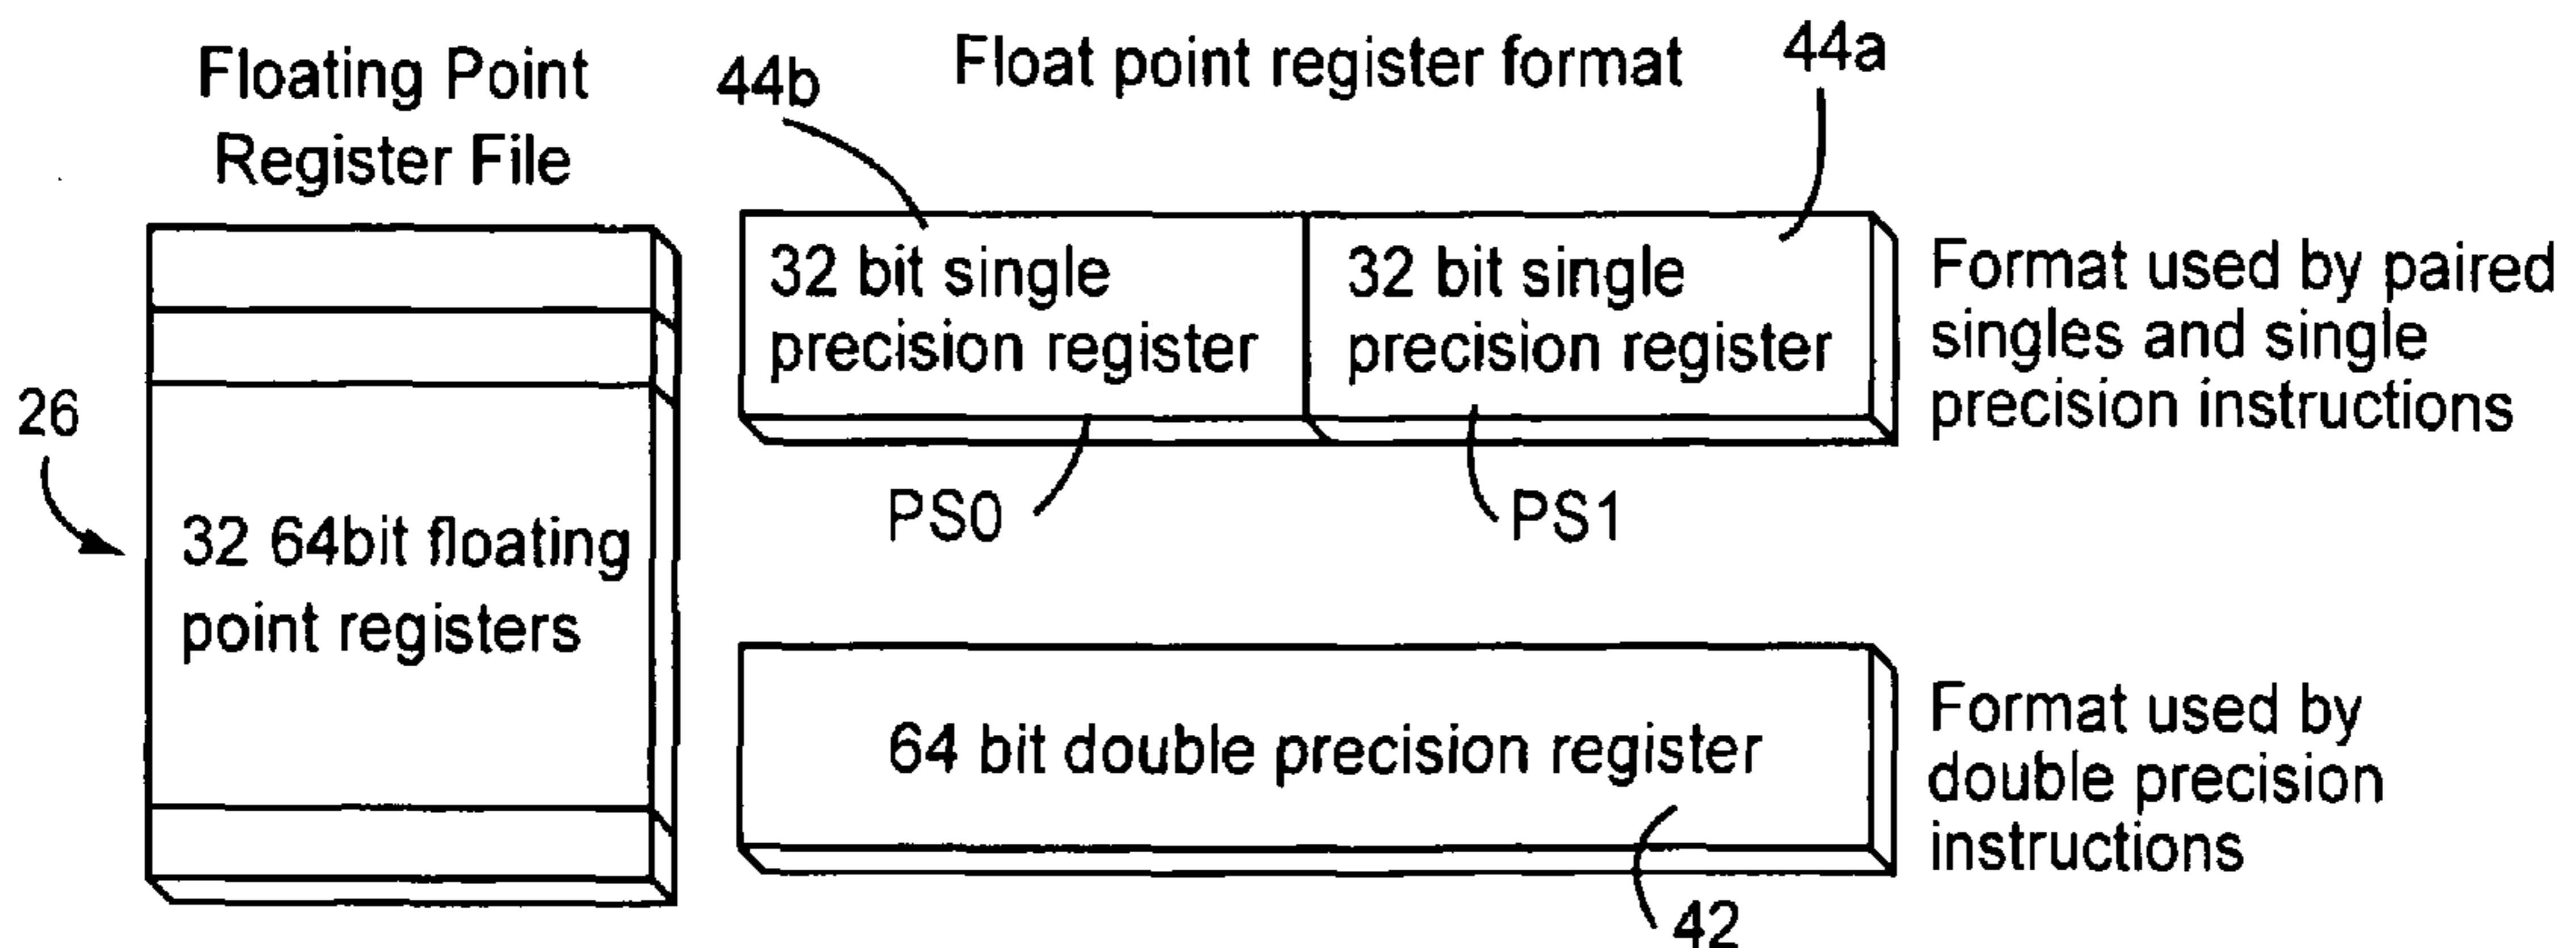 Floating Point
Register File
26
32 64bit floating
point registers
44b
Float point register format
44a
32 bit single
precision register
32 bit single
precision register
PS0
PS1
Format used by paired
singles and single
precision instructions
64 bit double precision register
42
Format used by
double precision
instructions